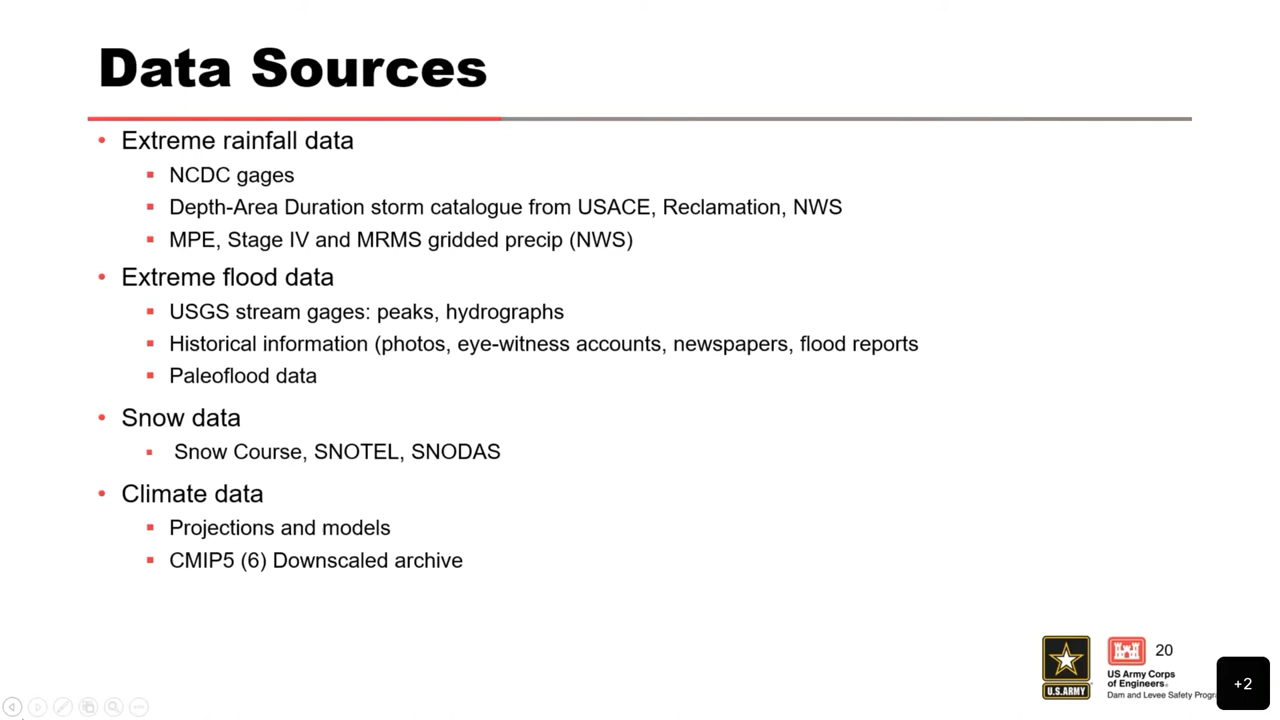 Data Sources
• Extreme rainfall data
▪ NCDC gages
▪ Depth-Area Duration storm catalogue from USACE, Reclamation, NWS
▪ MPE, Stage IV and MRMS gridded precip (NWS)
• Extreme flood data
▪ USGS stream gages: peaks, hydrographs
▪ Historical information (photos, eye-witness accounts, newspapers, flood reports
▪ Paleoflood data
• Snow data
▪ Snow Course, SNOTEL, SNODAS
• Climate data
▪ Projections and models
▪ CMIP5 (6) Downscaled archive
20
U.S.ARMY
US Army Corps
of Engineers®
Dam and Levee Safety Progra
+2